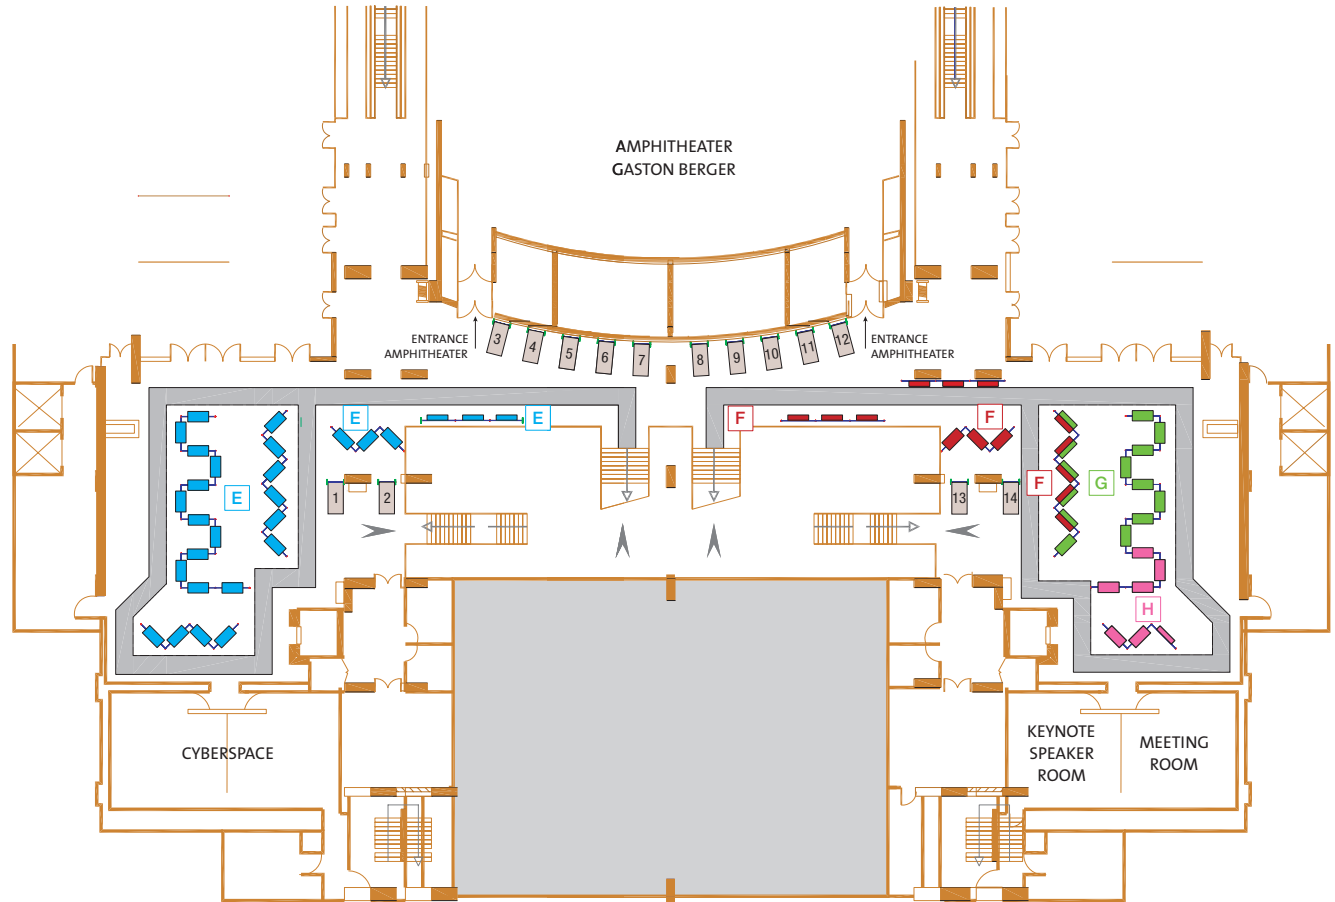 AMPHITHEATER
GASTON BERGER
ENTRANCE
AMPHITHEATER
3
4
5
6
7
8
9
10
11
12
ENTRANCE
AMPHITHEATER
E
E
F
F
E
1
2
13
14
F
G
H
CYBERSPACE
KEYNOTE
SPEAKER
ROOM
MEETING
ROOM